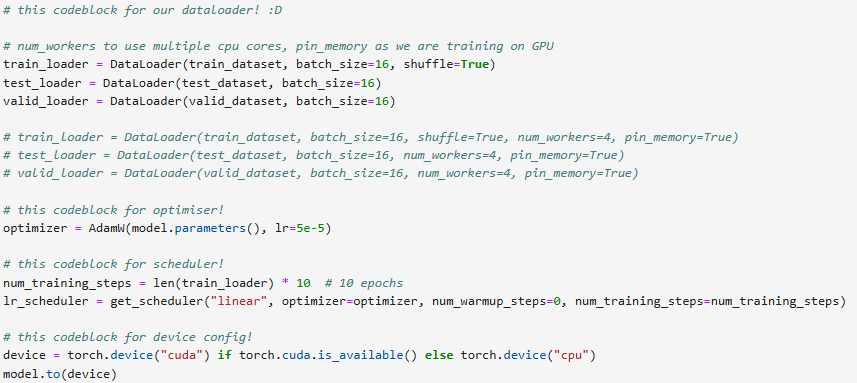 # this codeblock for our dataloader! :D
# num_workers to use multiple cpu cores, pin_memory as we are training on GPU
train_loader = DataLoader(train_dataset, batch_size=16, shuffle=True)
test_loader = DataLoader(test_dataset, batch_size=16)
valid_loader = DataLoader(valid_dataset, batch_size=16)
# train_loader = DataLoader(train_dataset, batch_size=16, shuffle=True, num_workers=4, pin_memory=True)
# test_loader = DataLoader(test_dataset, batch_size=16, num_workers=4, pin_memory=True)
# valid_loader = DataLoader(valid_dataset, batch_size=16, num_workers=4, pin_memory=True)
# this codeblock for optimiser!
optimizer = AdamW(model.parameters(), lr=5e-5)
# this codeblock for scheduler!
num_training_steps = len(train_loader) * 10  # 10 epochs
lr_scheduler = get_scheduler("linear", optimizer=optimizer, num_warmup_steps=0, num_training_steps=num_training_steps)
# this codeblock for device config!
device = torch.device("cuda") if torch.cuda.is_available() else torch.device("cpu")
model.to(device)